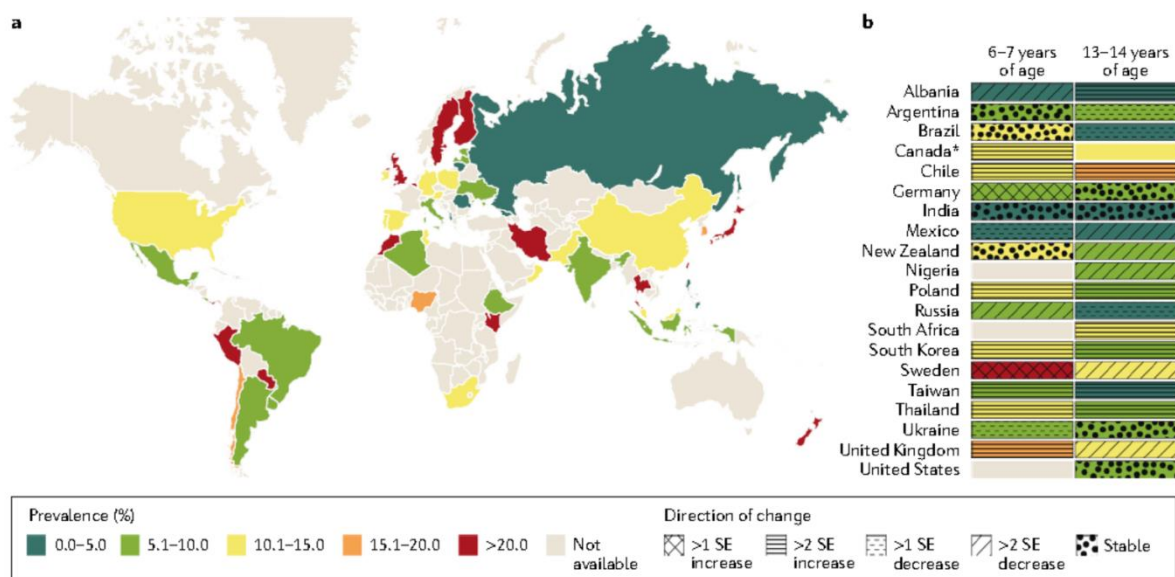 a
b
6–7 years of age
13–14 years of age
Albania
Argentina
Brazil
Canada*
Chile
Germany
India
Mexico
New Zealand
Nigeria
Poland
Russia
South Africa
South Korea
Sweden
Taiwan
Thailand
Ukraine
United Kingdom
United States
Prevalence (%)
0.0–5.0
5.1–10.0
10.1–15.0
15.1–20.0
>20.0
Not available
Direction of change
>1 SE increase
>2 SE increase
>1 SE decrease
>2 SE decrease
Stable